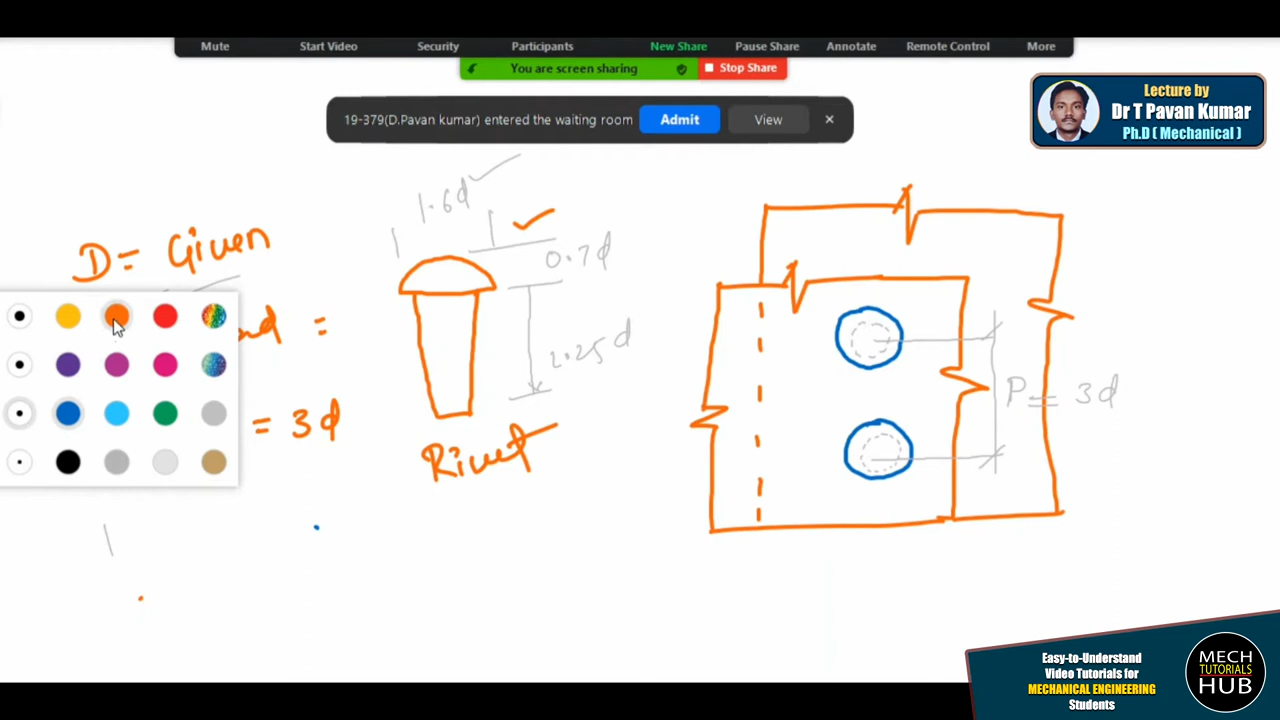 Mute Start Video Security Participants New Share Pause Share Annotate Remote Control More
You are screen sharing Stop Share
19-379(D.Pavan kumar) entered the waiting room Admit View
Lecture by
Dr T Pavan Kumar
Ph.D ( Mechanical )
1.6d
D = Given
0.7d
=
2.25d
= 3d
Rivet
P = 3d
Easy-to-Understand
Video Tutorials for
MECHANICAL ENGINEERING
Students
MECH
TUTORIALS
HUB